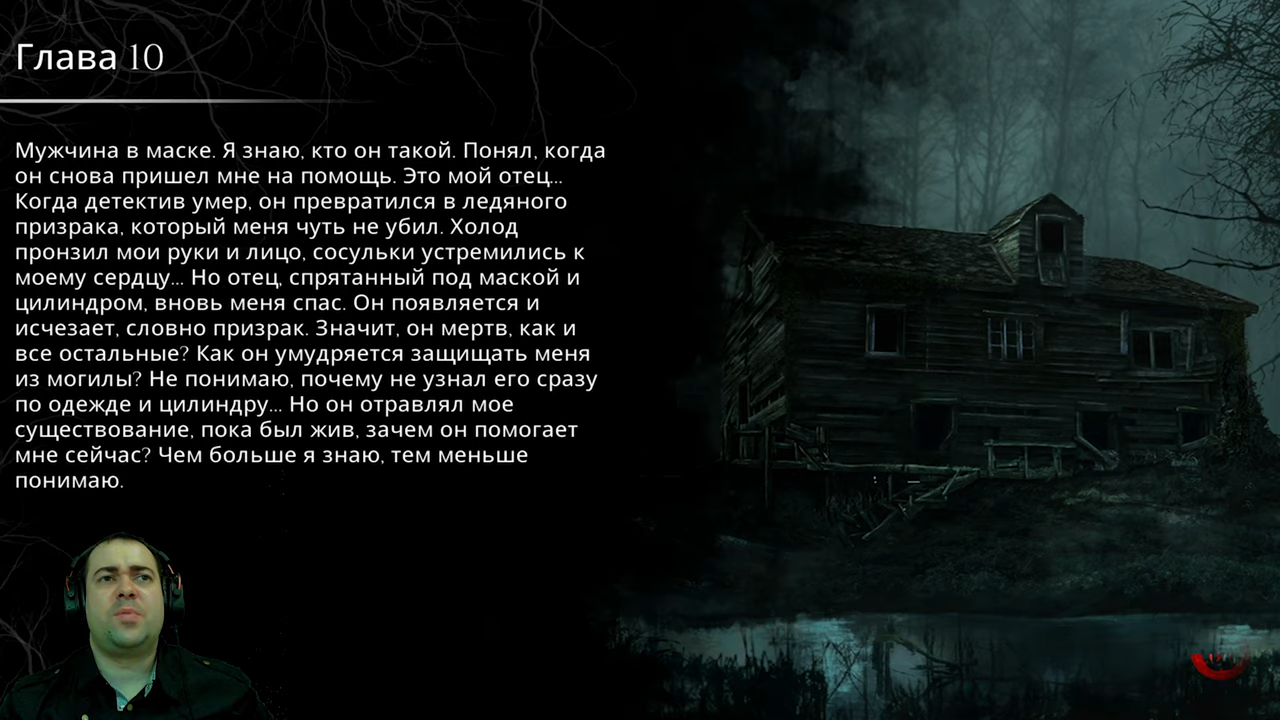 Глава 10
Мужчина в маске. Я знаю, кто он такой. Понял, когда
он снова пришел мне на помощь. Это мой отец...
Когда детектив умер, он превратился в ледяного
призрака, который меня чуть не убил. Холод
пронзил мои руки и лицо, сосульки устремились к
моему сердцу... Но отец, спрятанный под маской и
цилиндром, вновь меня спас. Он появляется и
исчезает, словно призрак. Значит, он мертв, как и
все остальные? Как он умудряется защищать меня
из могилы? Не понимаю, почему не узнал его сразу
по одежде и цилиндру... Но он отравлял мое
существование, пока был жив, зачем он помогает
мне сейчас? Чем больше я знаю, тем меньше
понимаю.